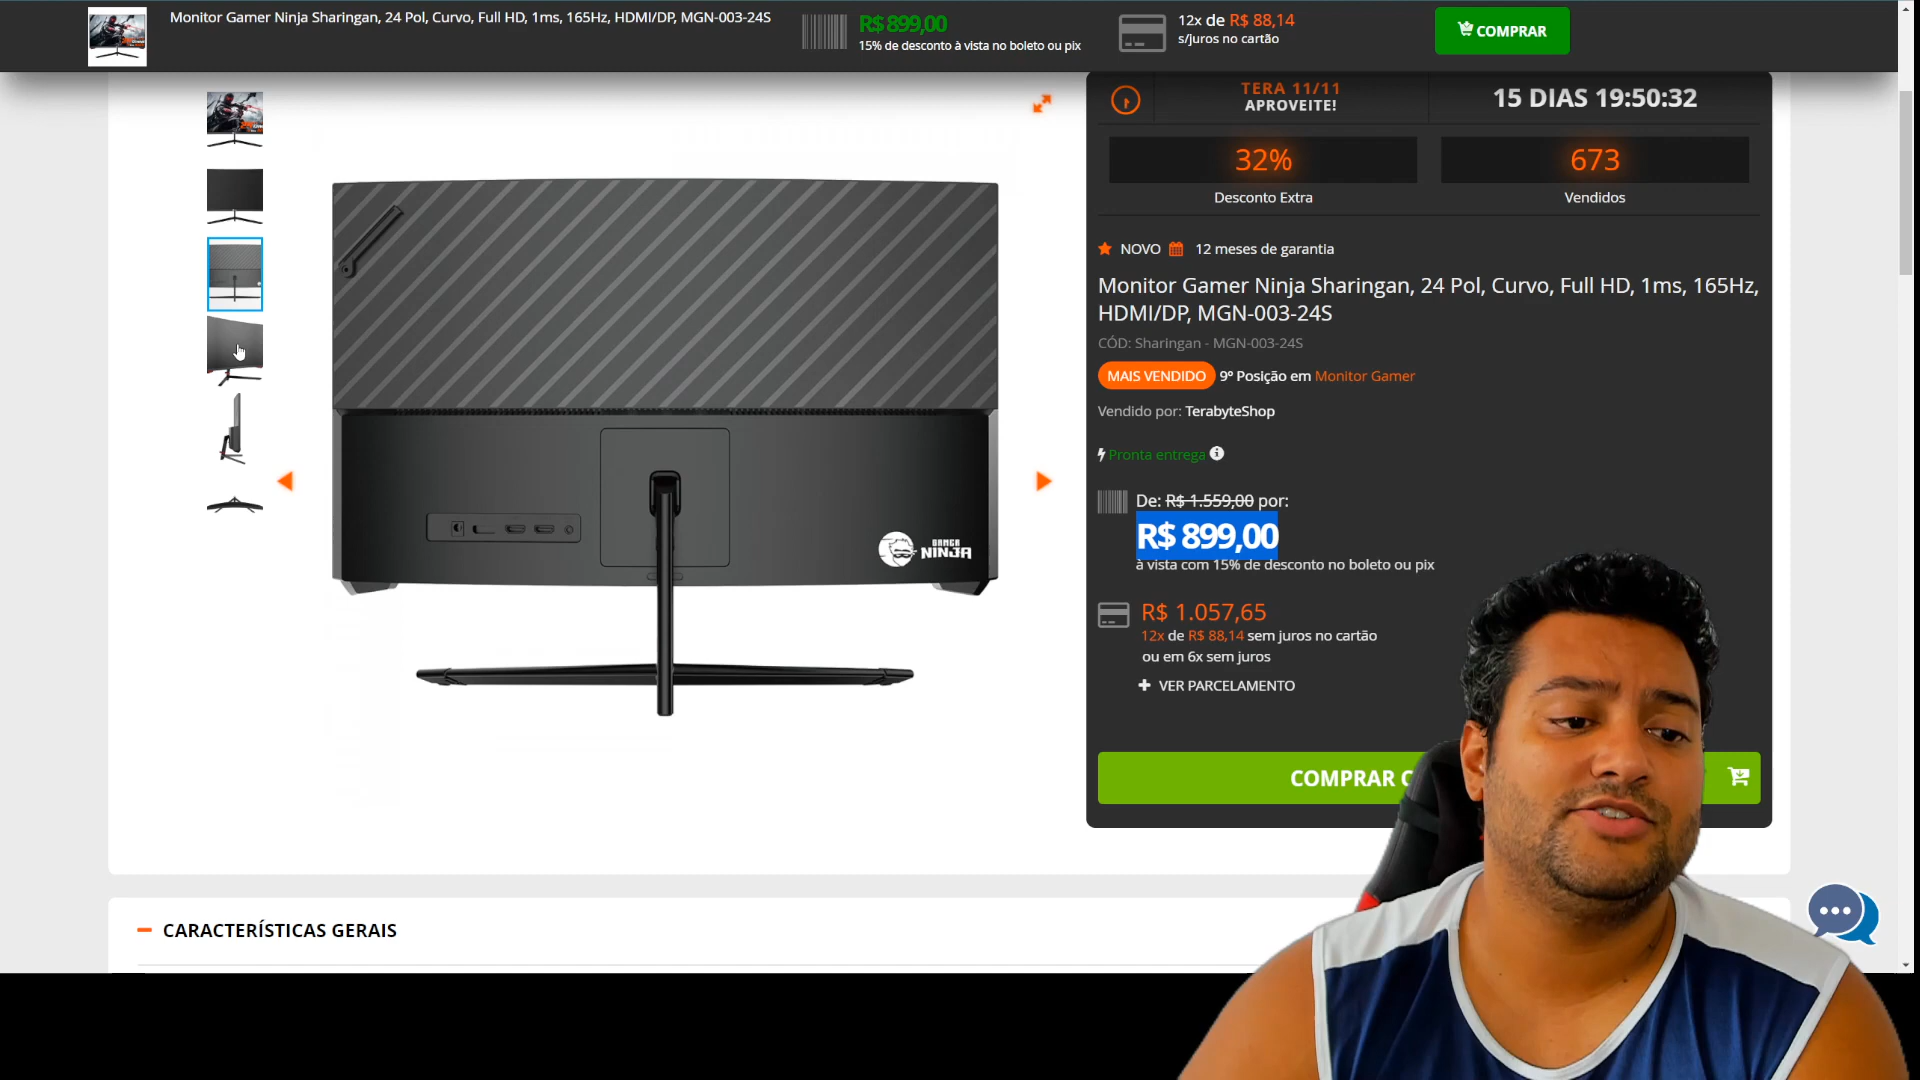 Monitor Gamer Ninja Sharingan, 24 Pol, Curvo, Full HD, 1ms, 165Hz, HDMI/DP, MGN-003-24S
R$ 899,00
15% de desconto à vista no boleto ou pix
12x de R$ 88,14
s/juros no cartão
COMPRAR
TERA 11/11
APROVEITE!
15 DIAS 19:50:32
32%
Desconto Extra
673
Vendidos
NOVO 12 meses de garantia
Monitor Gamer Ninja Sharingan, 24 Pol, Curvo, Full HD, 1ms, 165Hz,
HDMI/DP, MGN-003-24S
CÓD: Sharingan - MGN-003-24S
MAIS VENDIDO 9º Posição em Monitor Gamer
Vendido por: TerabyteShop
Pronta entrega
De: R$ 1.559,00 por:
R$ 899,00
à vista com 15% de desconto no boleto ou pix
R$ 1.057,65
12x de R$ 88,14 sem juros no cartão
ou em 6x sem juros
+ VER PARCELAMENTO
COMPRAR
GAMER
NINJA
CARACTERÍSTICAS GERAIS